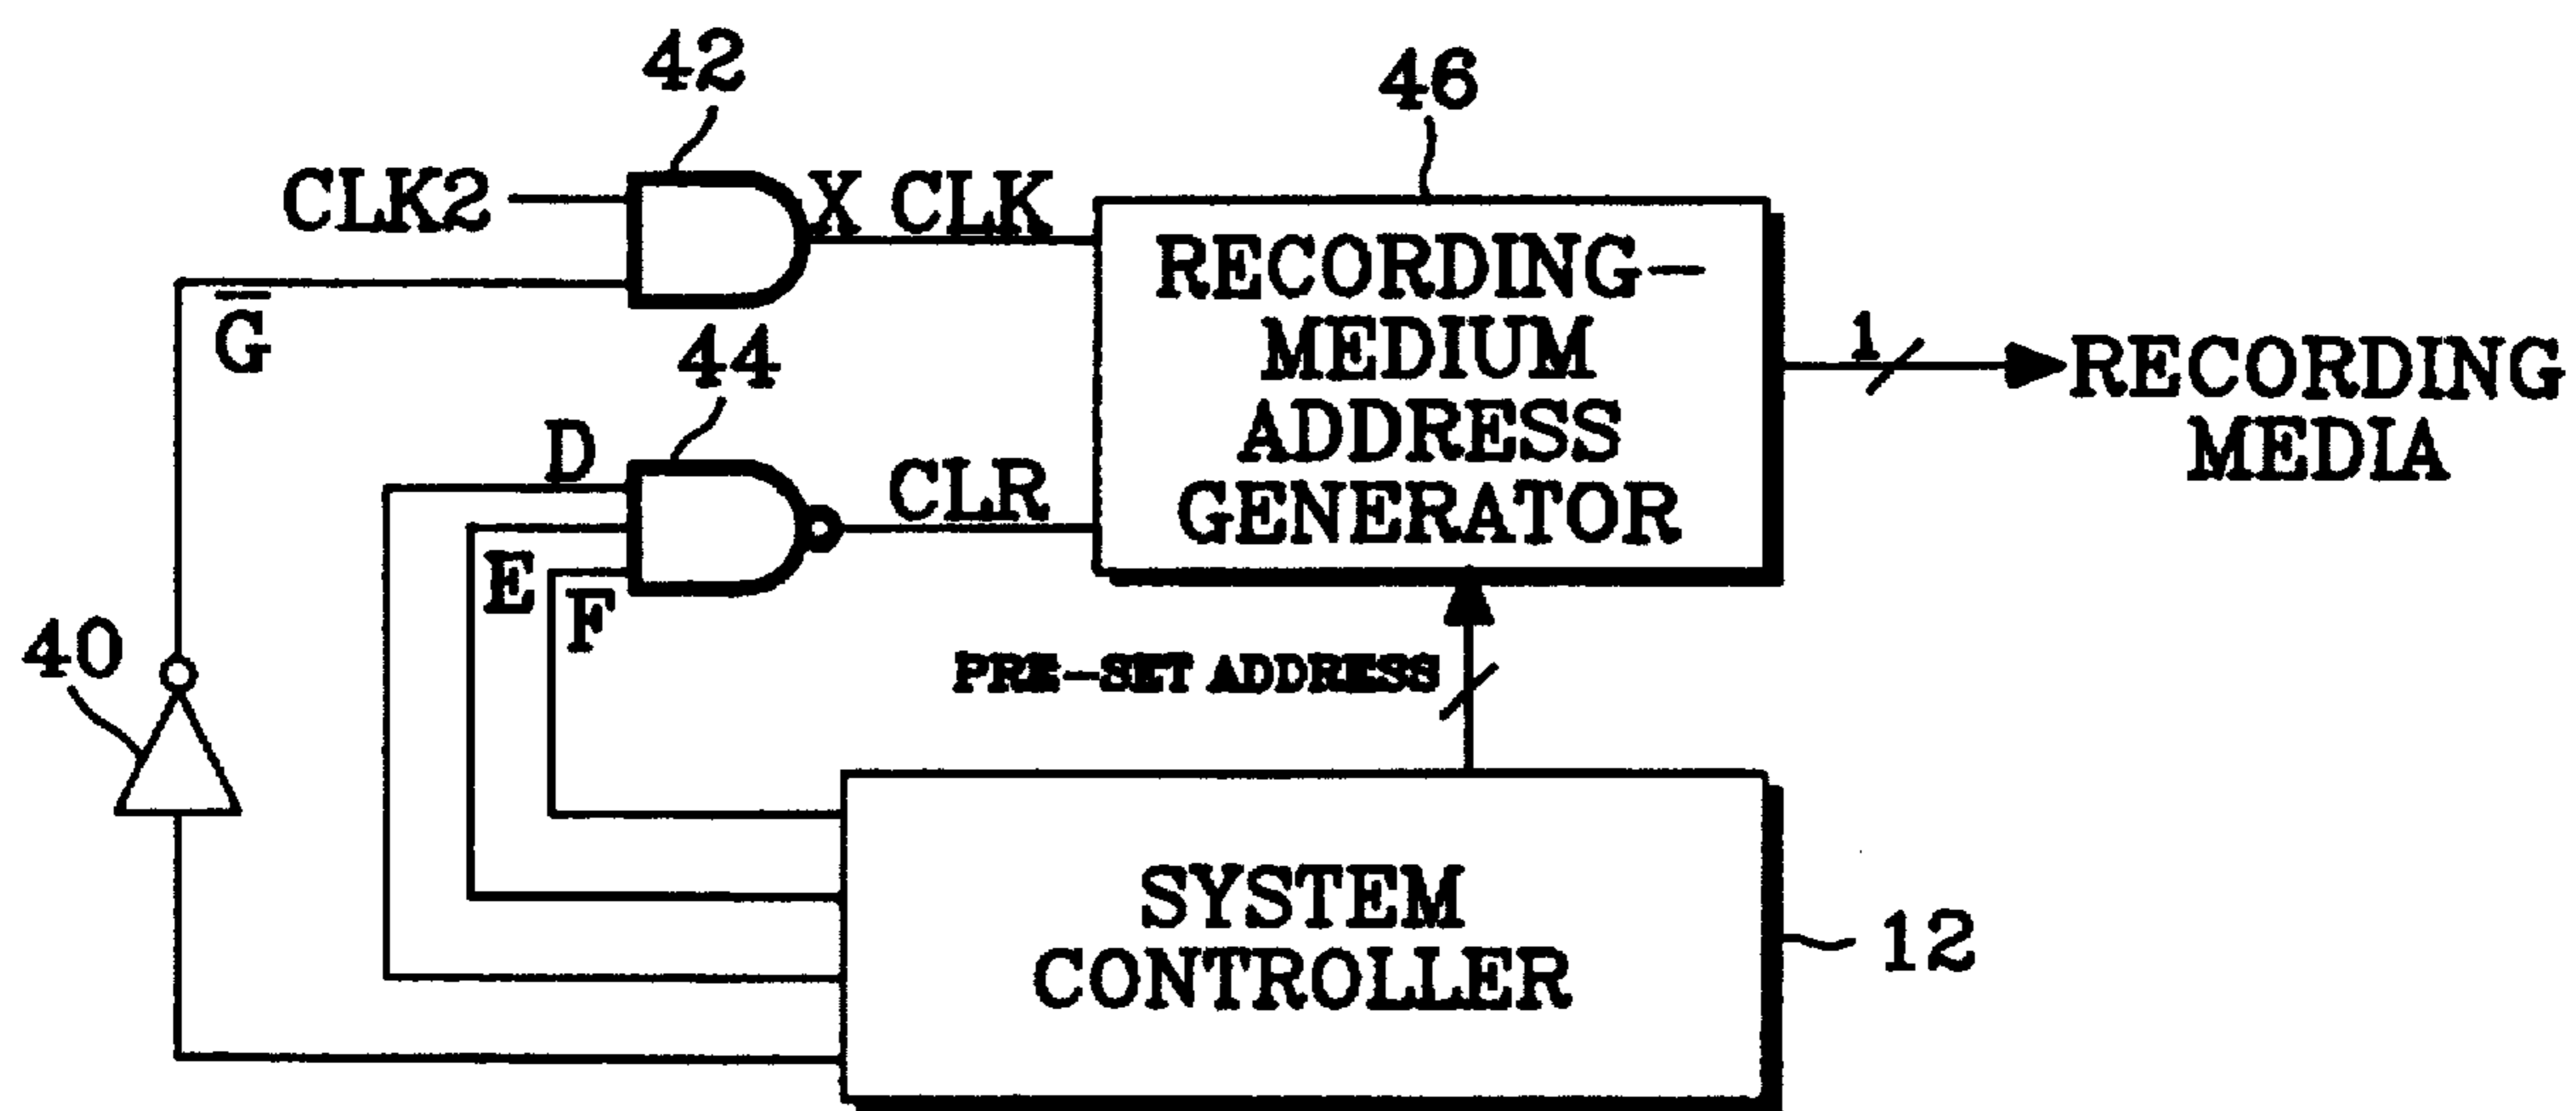 42
46
CLK2
X CLK
RECORDING-
MEDIUM
ADDRESS
GENERATOR
G
44
1
RECORDING
MEDIA
D
CLR
E
F
40
PRE-SET ADDRESS
SYSTEM
CONTROLLER
12